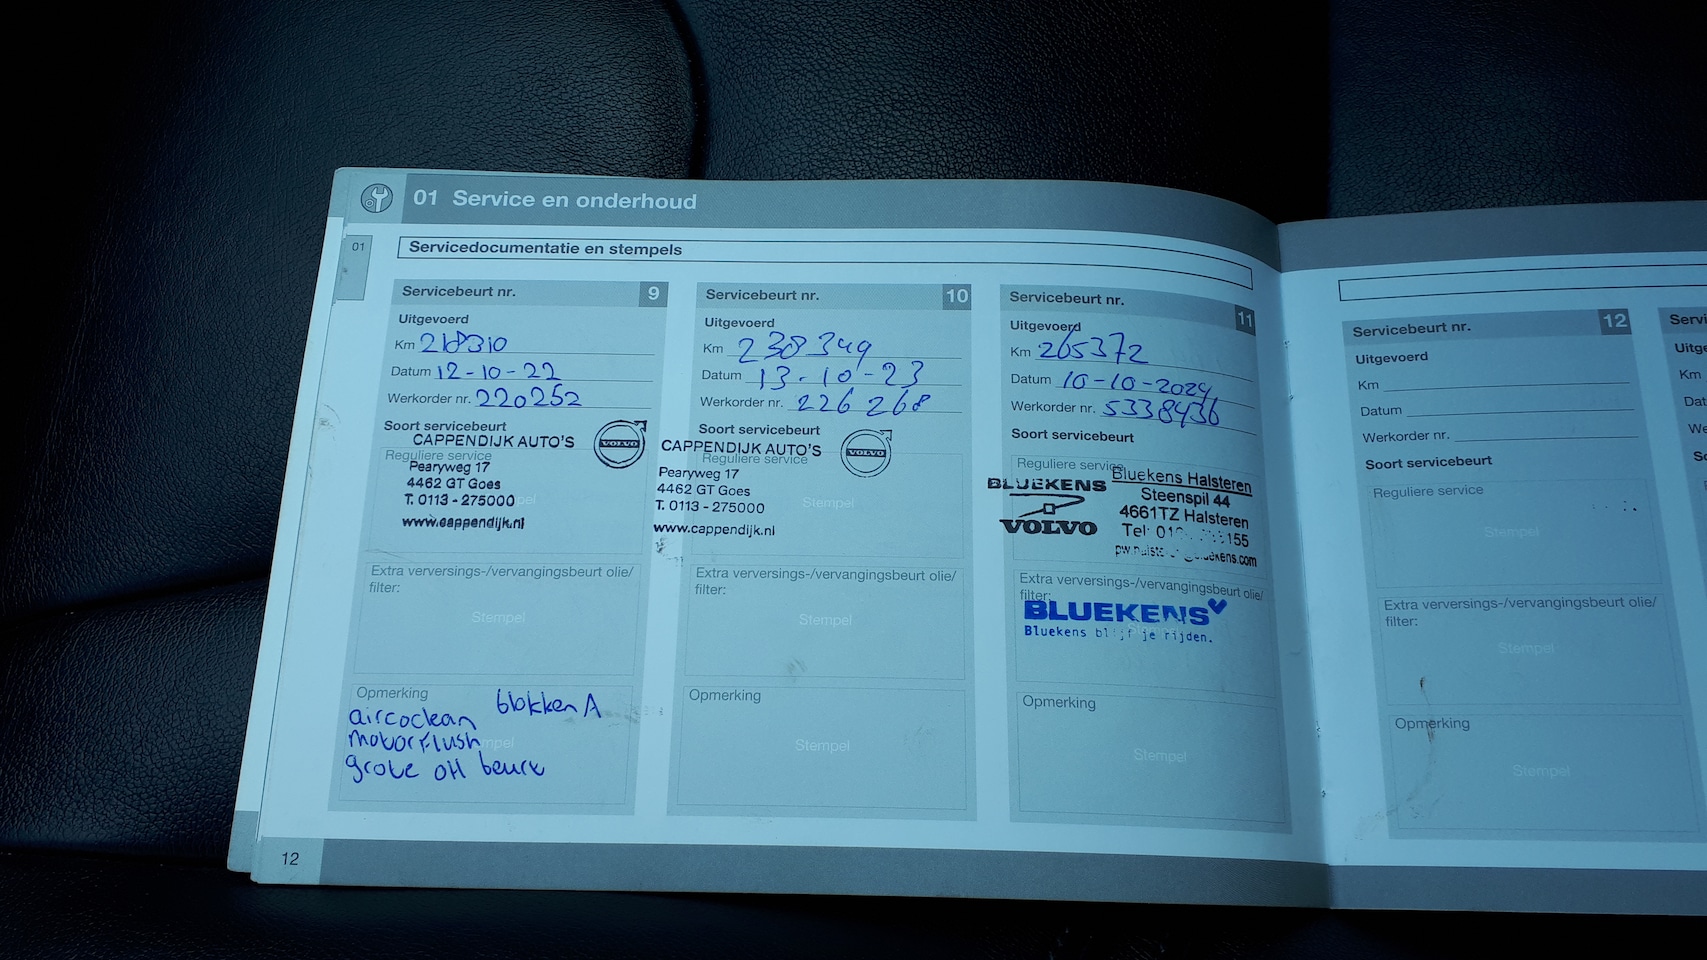 01 Service en onderhoud
01
Servicedocumentatie en stempels
Servicebeurt nr. 9
Uitgevoerd
Km 218310
Datum 12-10-22
Werkorder nr. 220252
Soort servicebeurt
CAPPENDIJK AUTO'S VOLVO
Reguliere service
Pearyweg 17
4462 GT Goes
T. 0113 - 275000
www.cappendijk.nl
Extra verversings-/vervangingsbeurt olie/
filter:
Stempel
Opmerking
blokken A
aircoclean
motorflush
grote oH beurt
Servicebeurt nr. 10
Uitgevoerd
Km 238349
Datum 13-10-23
Werkorder nr. 226268
Soort servicebeurt
CAPPENDIJK AUTO'S VOLVO
Reguliere service
Pearyweg 17
4462 GT Goes
T. 0113 - 275000
Stempel
www.cappendijk.nl
Extra verversings-/vervangingsbeurt olie/
filter:
Stempel
Opmerking
Stempel
Servicebeurt nr. 11
Uitgevoerd
Km 265372
Datum 10-10-2024
Werkorder nr. 5338436
Soort servicebeurt
Reguliere service
BLUEKENS
VOLVO
Bluekens Halsteren
Steenspil 44
4661TZ Halsteren
Tel:
Extra verversings-/vervangingsbeurt olie/
filter:
BLUEKENS
Bluekens blijf je rijden.
Opmerking
Stempel
12
Servicebeurt nr. 12
Uitgevoerd
Km
Datum
Werkorder nr.
Soort servicebeurt
Reguliere service
Stempel
Extra verversings-/vervangingsbeurt olie/
filter:
Stempel
Opmerking
Stempel
Km